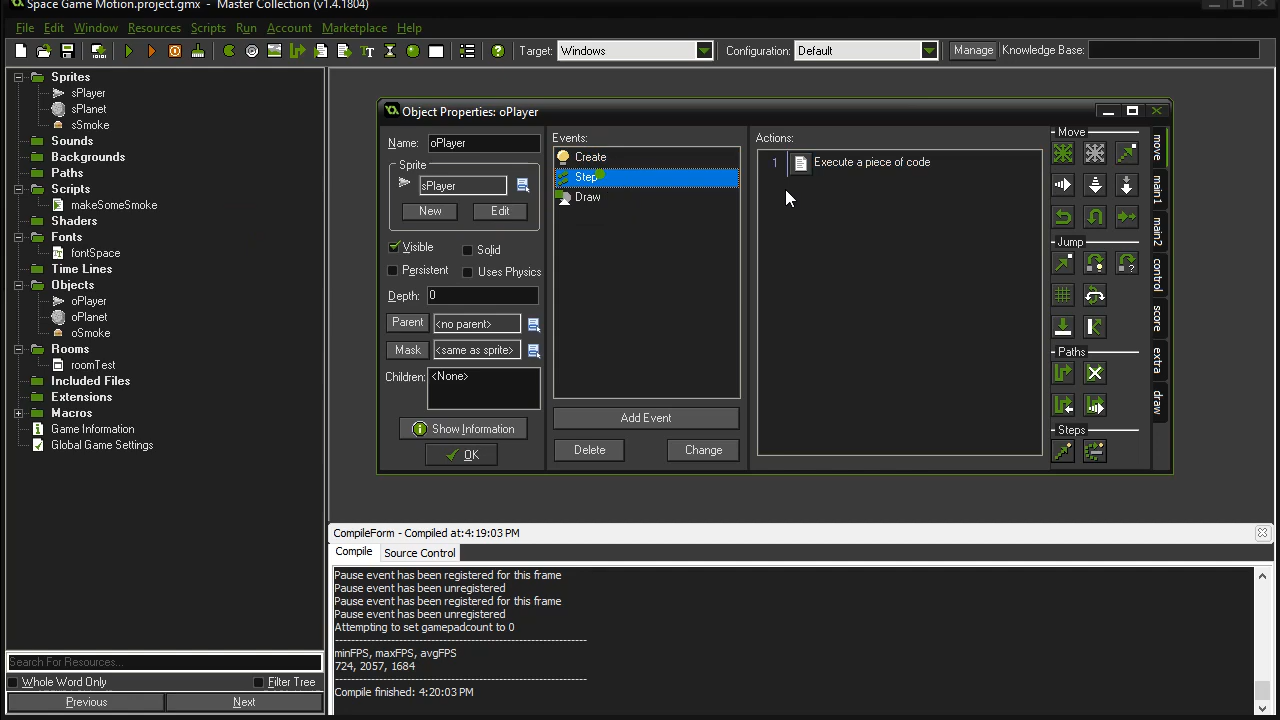 Space Game Motion.project.gmx - Master Collection (v1.4.1804)
File Edit Window Resources Scripts Run Account Marketplace Help
Target: Windows Configuration: Default Manage Knowledge Base:
Sprites
sPlayer
sPlanet
sSmoke
Sounds
Backgrounds
Paths
Scripts
makeSomeSmoke
Shaders
Fonts
fontSpace
Time Lines
Objects
oPlayer
oPlanet
oSmoke
Rooms
roomTest
Included Files
Extensions
Macros
Game Information
Global Game Settings
Search For Resources...
Whole Word Only Filter Tree
Previous Next
Object Properties: oPlayer
Name: oPlayer
Sprite
sPlayer
New Edit
Visible Solid
Persistent Uses Physics
Depth: 0
Parent <no parent>
Mask <same as sprite>
Children: <None>
Show Information
OK
Events:
Create
Step
Draw
Add Event
Delete Change
Actions:
1 Execute a piece of code
Move
Jump
Paths
Steps
move
main1
main2
control
score
extra
draw
CompileForm - Compiled at:4:19:03 PM
Compile Source Control
Pause event has been registered for this frame
Pause event has been unregistered
Pause event has been registered for this frame
Pause event has been unregistered
Attempting to set gamepadcount to 0
------------------------------------------------------------
minFPS, maxFPS, avgFPS
724, 2057, 1684
------------------------------------------------------------
Compile finished: 4:20:03 PM